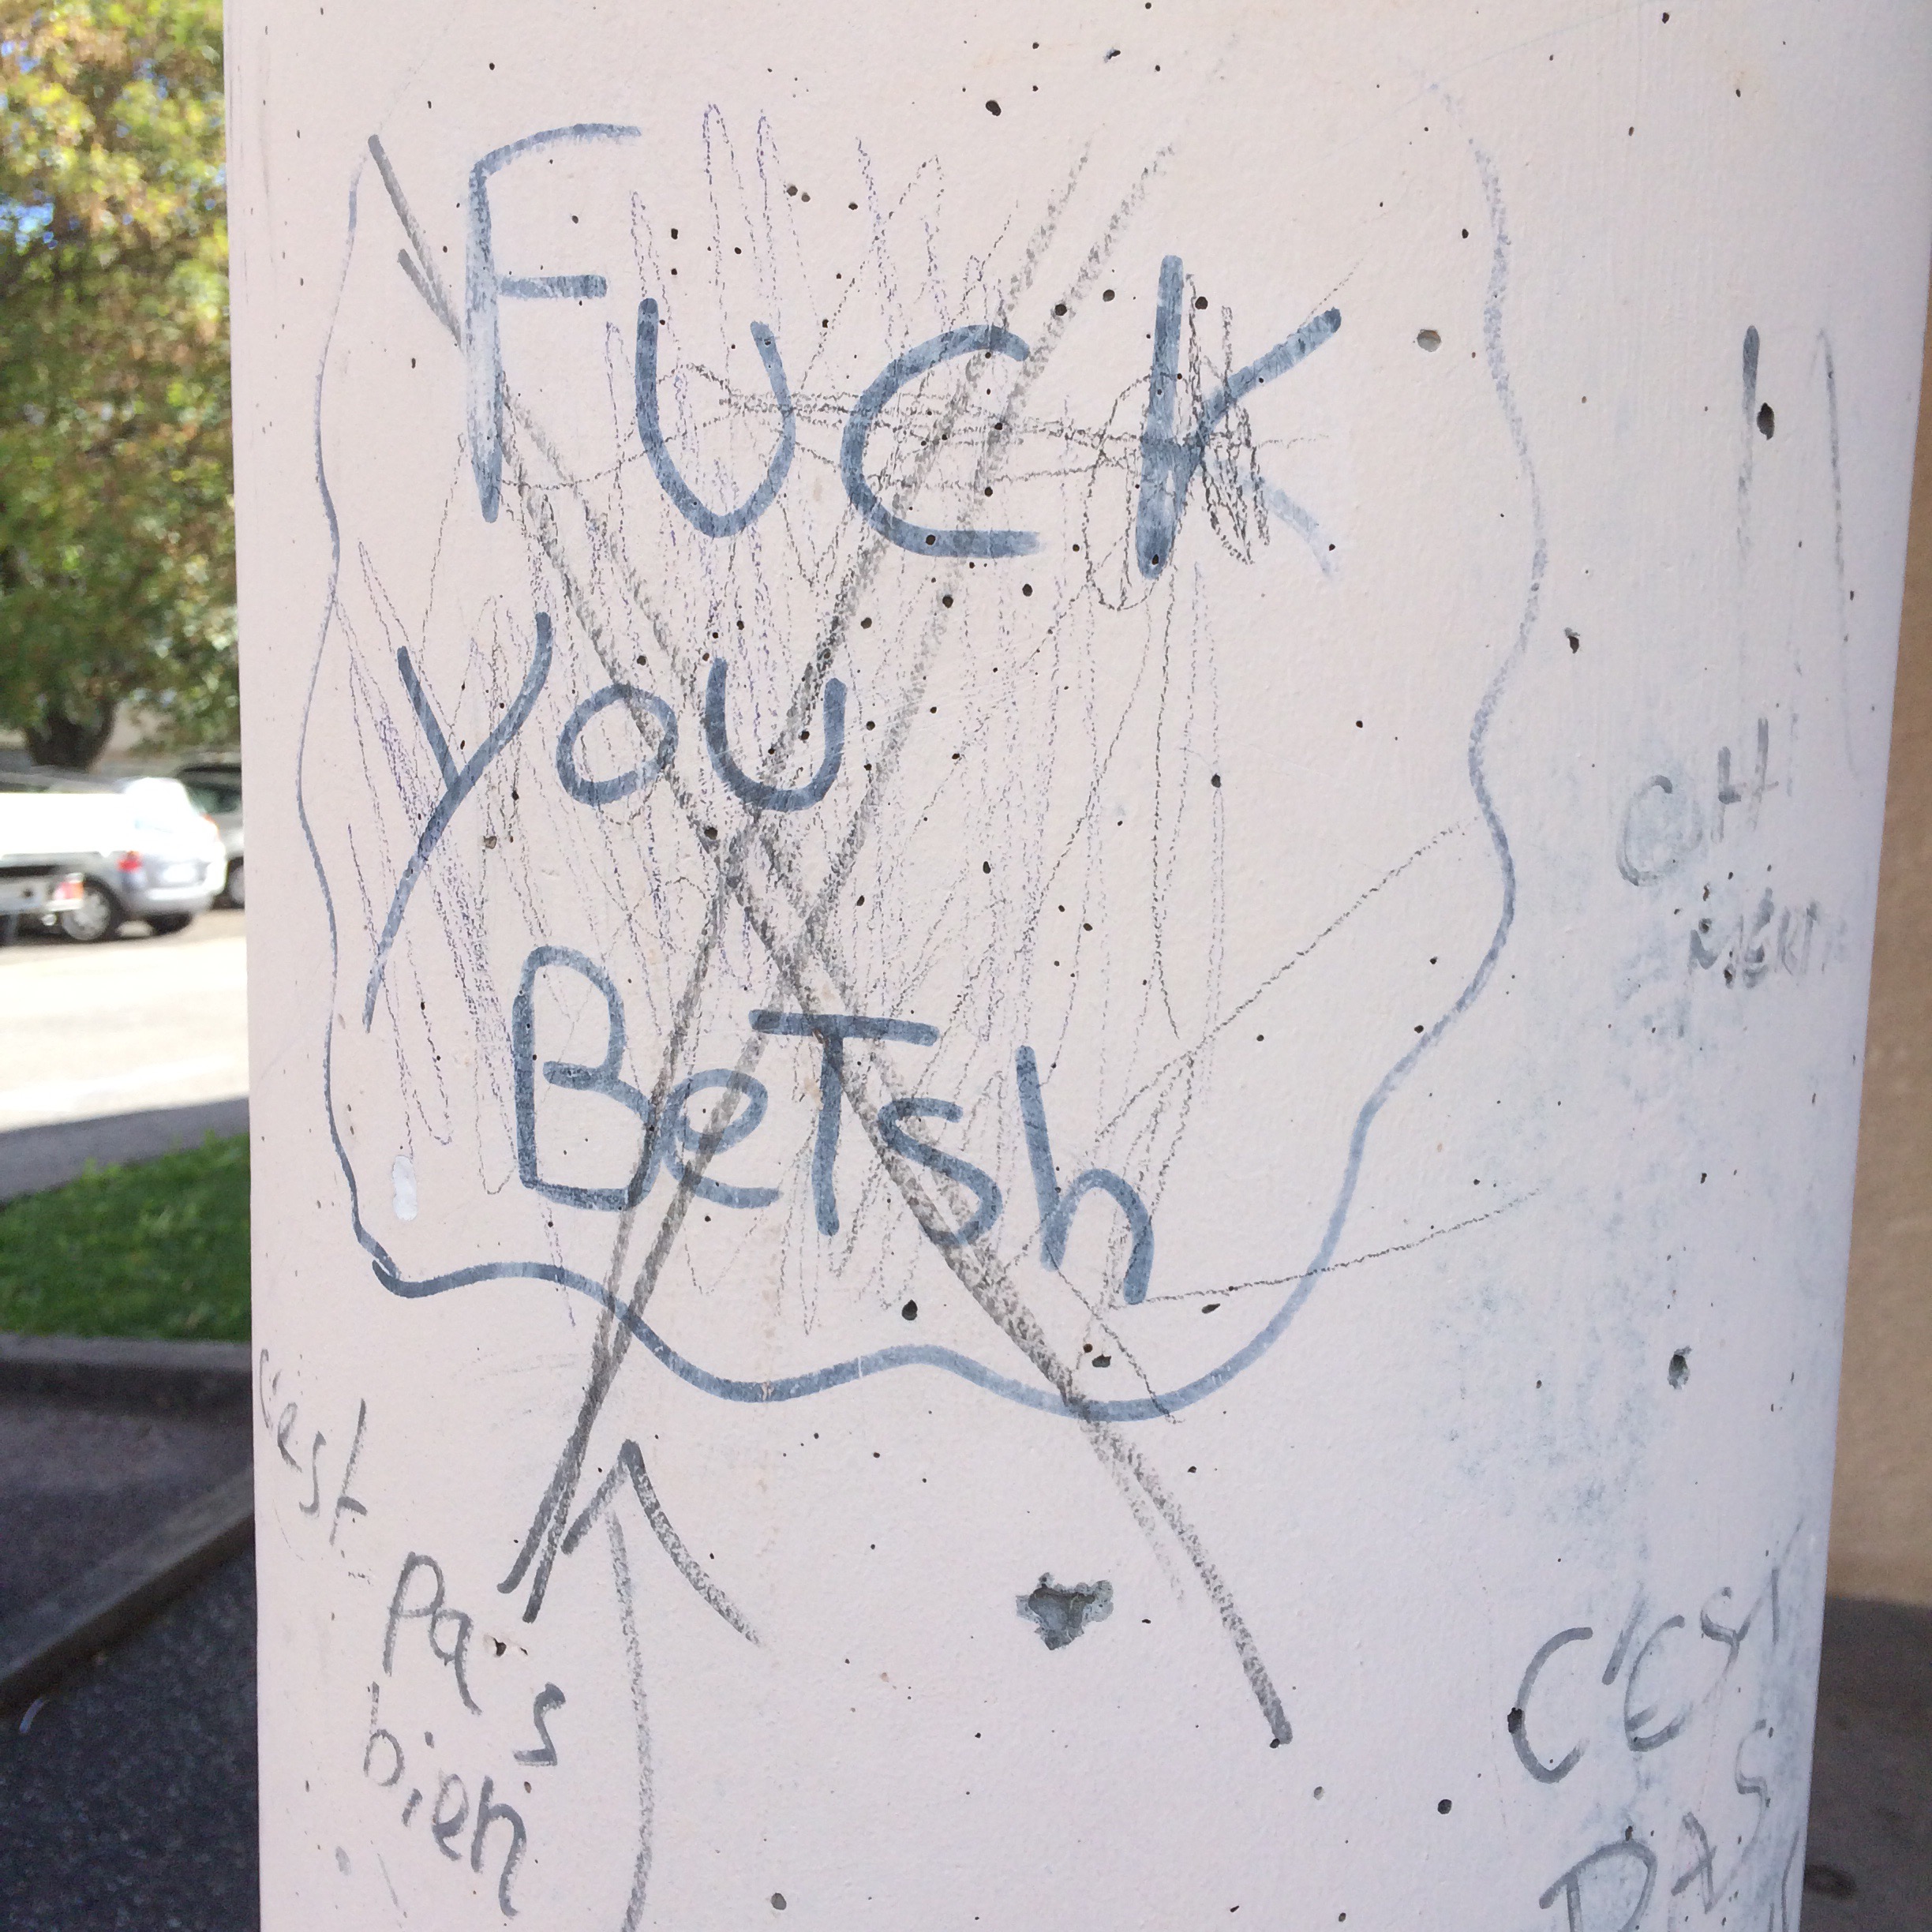 FUCK
you
BeTsh
c'est
Pas
bien
C'EST
PAS